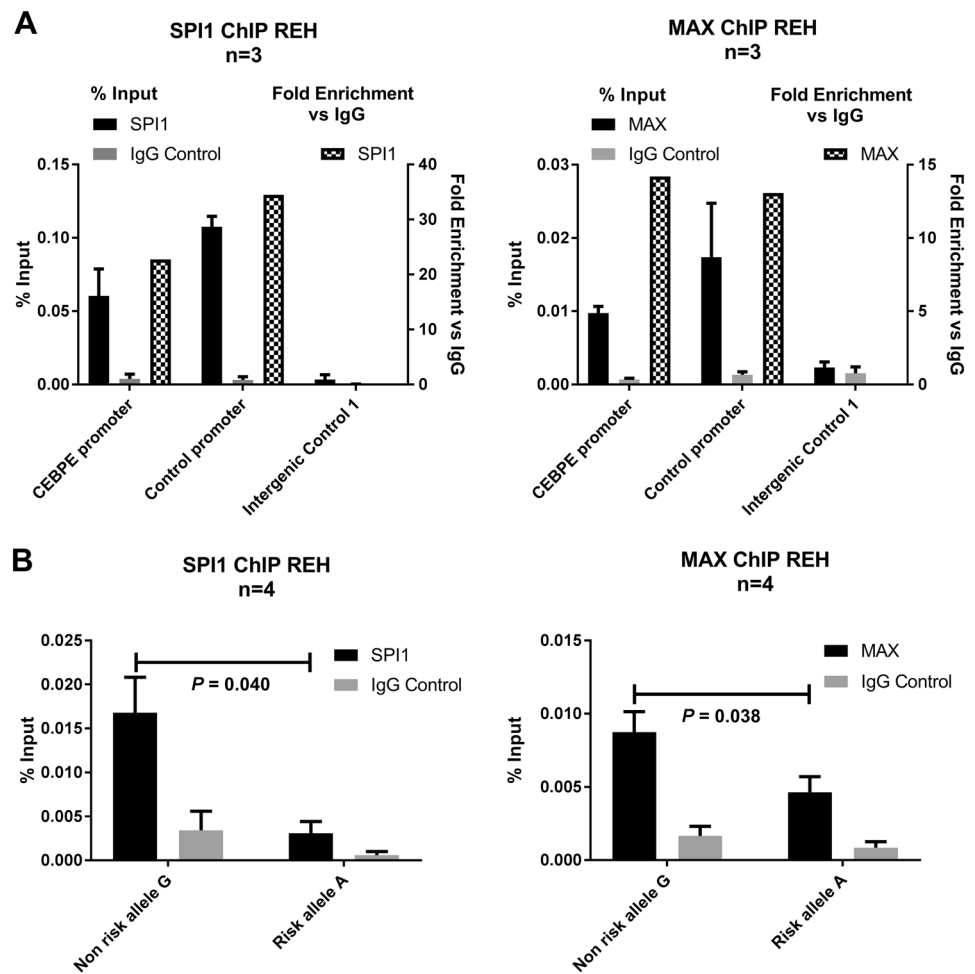 A
SPI1 ChIP REH
n=3
% Input
SPI1
IgG Control
Fold Enrichment
vs IgG
SPI1
0.15
0.10
0.05
0.00
% Input
40
30
20
10
0
Fold Enrichment vs IgG
CEBPE promoter
Control promoter
Intergenic Control 1
MAX ChIP REH
n=3
% Input
MAX
IgG Control
Fold Enrichment
vs IgG
MAX
0.03
0.02
0.01
0.00
% Input
15
10
5
0
Fold Enrichment vs IgG
CEBPE promoter
Control promoter
Intergenic Control 1
B
SPI1 ChIP REH
n=4
SPI1
IgG Control
0.025
0.020
0.015
0.010
0.005
0.000
% Input
P = 0.040
Non risk allele G
Risk allele A
MAX ChIP REH
n=4
MAX
IgG Control
0.015
0.010
0.005
0.000
% Input
P = 0.038
Non risk allele G
Risk allele A